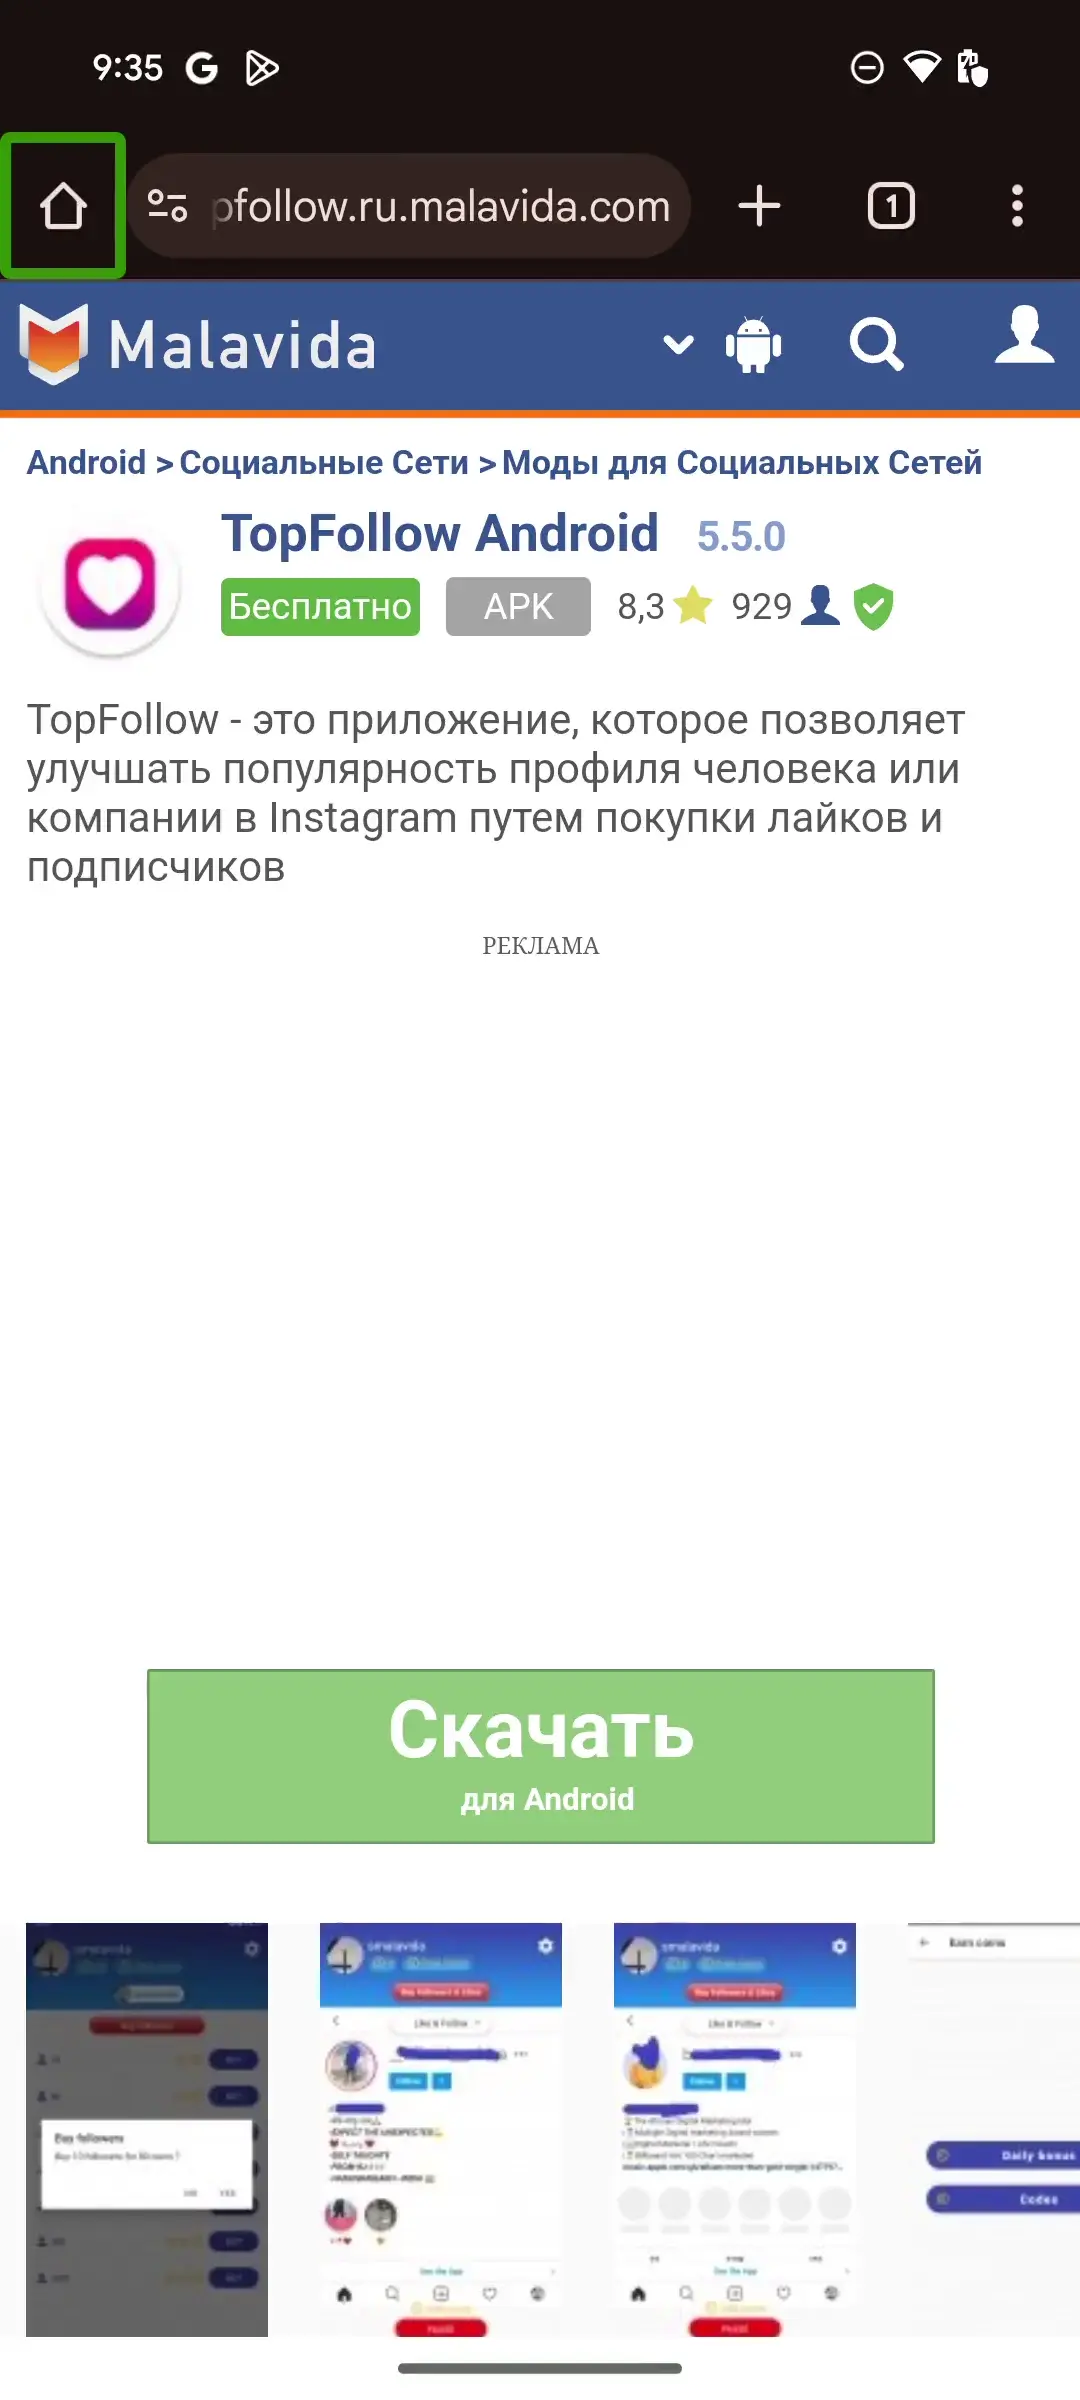 9:35
pfollow.ru.malavida.com
1
Malavida
Android > Социальные Сети > Моды для Социальных Сетей
TopFollow Android 5.5.0
Бесплатно APK 8,3 929
TopFollow - это приложение, которое позволяет
улучшать популярность профиля человека или
компании в Instagram путем покупки лайков и
подписчиков
РЕКЛАМА
Скачать
для Android
Buy followers
Like & Follow
Like & Follow
Earn coins
Daily bonus
Codes